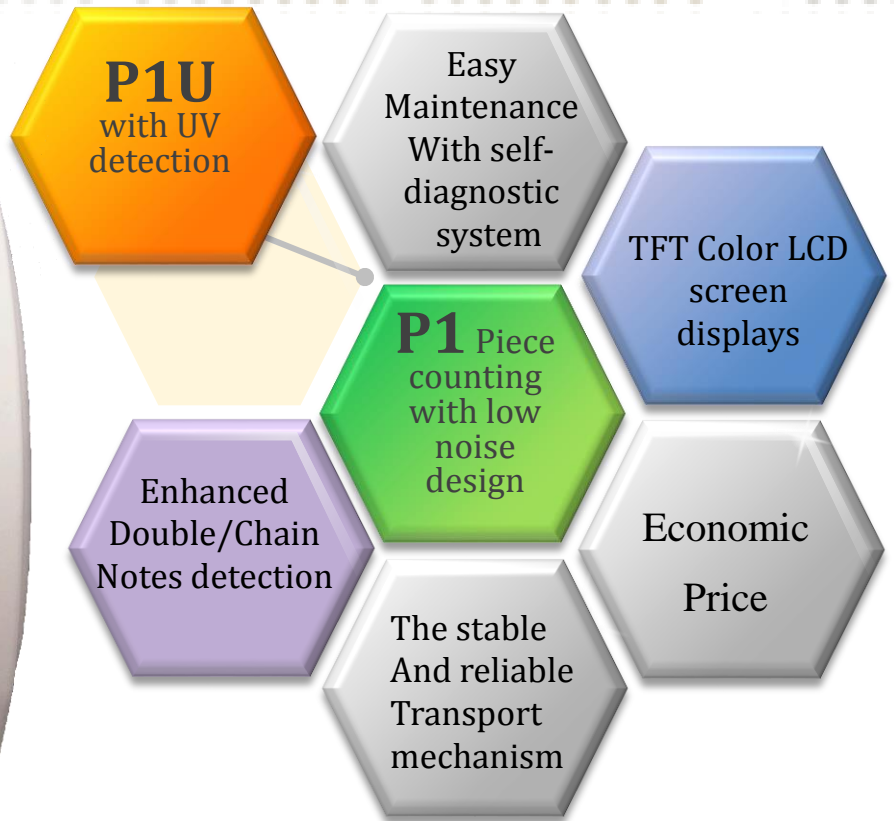 P1U
with UV
detection
Easy
Maintenance
With self-
diagnostic
system
TFT Color LCD
screen
displays
P1 Piece
counting
with low
noise
design
Enhanced
Double/Chain
Notes detection
Economic
Price
The stable
And reliable
Transport
mechanism